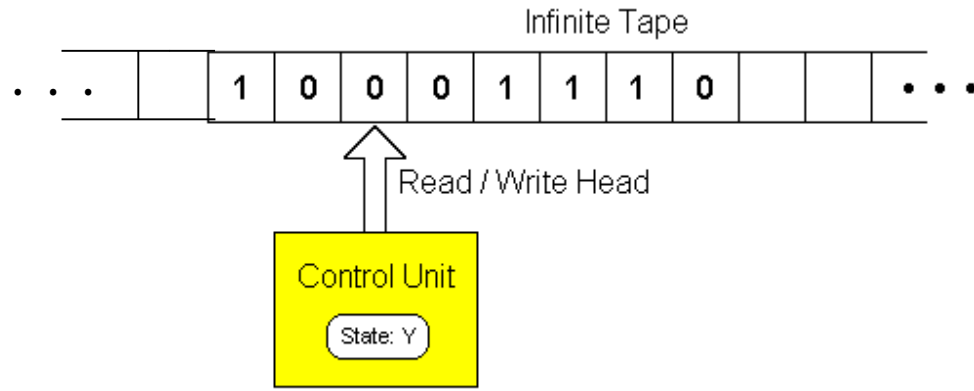 Infinite Tape
. . . 1 0 0 0 1 1 1 0 • • •
Read / Write Head
Control Unit
State: Y